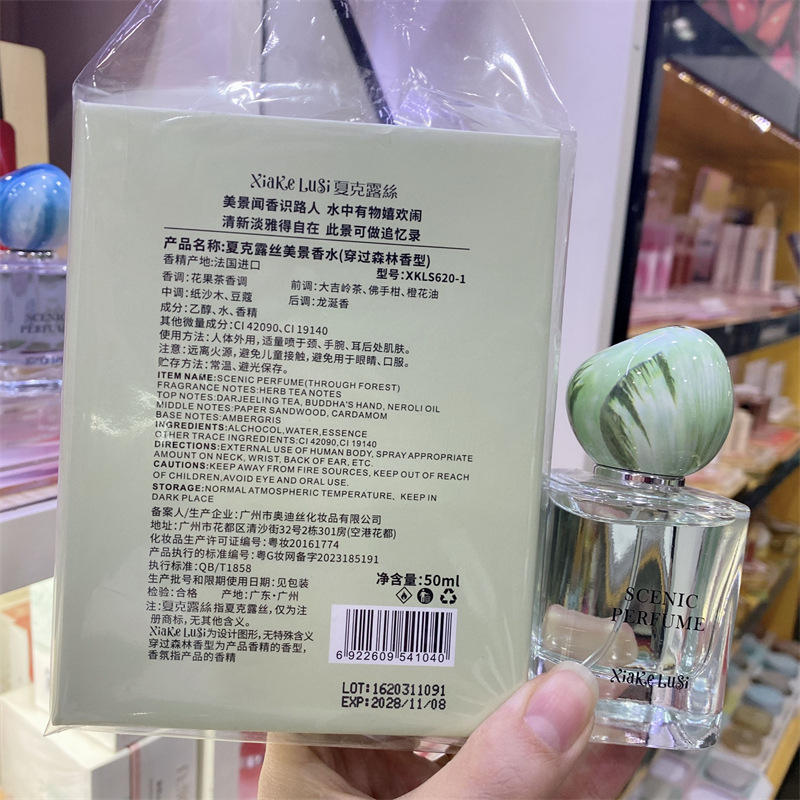 XiaKe LuSi 夏克露絲
美景闻香识路人 水中有物嬉欢闹
清新淡雅得自在 此景可做追忆录
产品名称:夏克露丝美景香水(穿过森林香型)
香精产地:法国进口
型号:XKLS620-1
香调:花果茶香调
前调:大吉岭茶、佛手柑、橙花油
中调:纸沙木、豆蔻
后调:龙涎香
成分:乙醇、水、香精
其他微量成分:CI 42090,CI 19140
使用方法:人体外用,适量喷于颈、手腕、耳后处肌肤。
注意:远离火源,避免儿童接触,避免用于眼睛、口服。
贮存方法:常温、避光保存。
ITEM NAME:SCENIC PERFUME(THROUGH FOREST)
FRAGRANCE NOTES:HERB TEA NOTES
TOP NOTES:DARJEELING TEA, BUDDHA'S HAND, NEROLI OIL
MIDDLE NOTES:PAPER SANDWOOD, CARDAMOM
BASE NOTES:AMBERGRIS
INGREDIENTS:ALCHOCOL,WATER,ESSENCE
OTHER TRACE INGREDIENTS:CI 42090,CI 19140
DIRECTIONS:EXTERNAL USE OF HUMAN BODY, SPRAY APPROPRIATE
AMOUNT ON NECK, WRIST, BACK OF EAR, ETC.
CAUTIONS:KEEP AWAY FROM FIRE SOURCES, KEEP OUT OF REACH
OF CHILDREN,AVOID EYE AND ORAL USE.
STORAGE:NORMAL ATMOSPHERIC TEMPERATURE, KEEP IN
DARK PLACE
备案人/生产企业:广州市奥迪丝化妆品有限公司
地址:广州市花都区清沙街32号2栋301房(空港花都)
化妆品生产许可证编号:粤妆20161774
产品执行的标准编号:粤G妆网备字2023185191
执行标准:QB/T1858
生产批号和限期使用日期:见包装
检验:合格 产地:广东·广州
注:夏克露絲指夏克露丝,仅为注
册商标,无其他含义。
XiaKe LuSi为设计图形,无特殊含义
穿过森林香型为产品香精的香型,
香氛指产品的香精
净含量:50ml
6 922609 541040
LOT:1620311091
EXP:2028/11/08
SCENIC
PERFUME
XiaKe LuSi
SCENIC
PERFUME